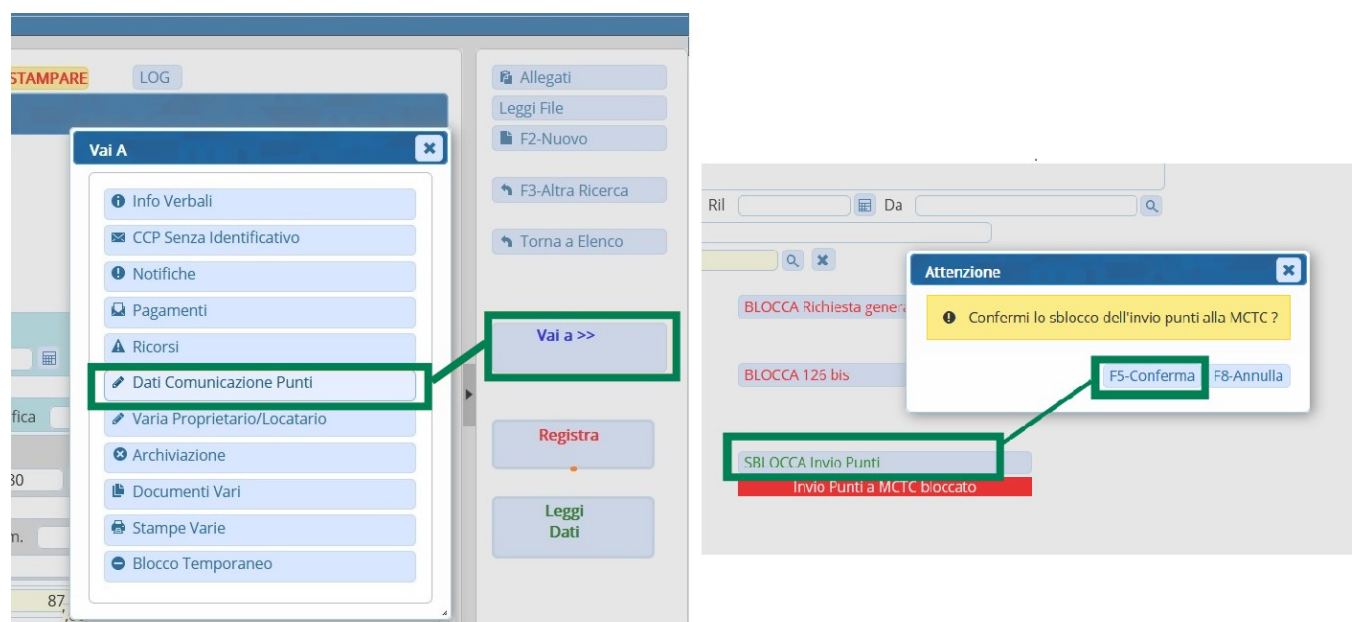 STAMPARE
LOG
Vai A
Info Verbali
CCP Senza Identificativo
Notifiche
Pagamenti
Ricorsi
Dati Comunicazione Punti
Varia Proprietario/Locatario
Archiviazione
Documenti Vari
Stampe Varie
Blocco Temporaneo
fica
30
m.
87,
Allegati
Leggi File
F2-Nuovo
F3-Altra Ricerca
Torna a Elenco
Vai a >>
Registra
Leggi
Dati
Ril
Da
Attenzione
Confermi lo sblocco dell'invio punti alla MCTC ?
F5-Conferma
F8-Annulla
BLOCCA Richiesta genera
BLOCCA 126 bis
SBLOCCA Invio Punti
Invio Punti a MCTC bloccato